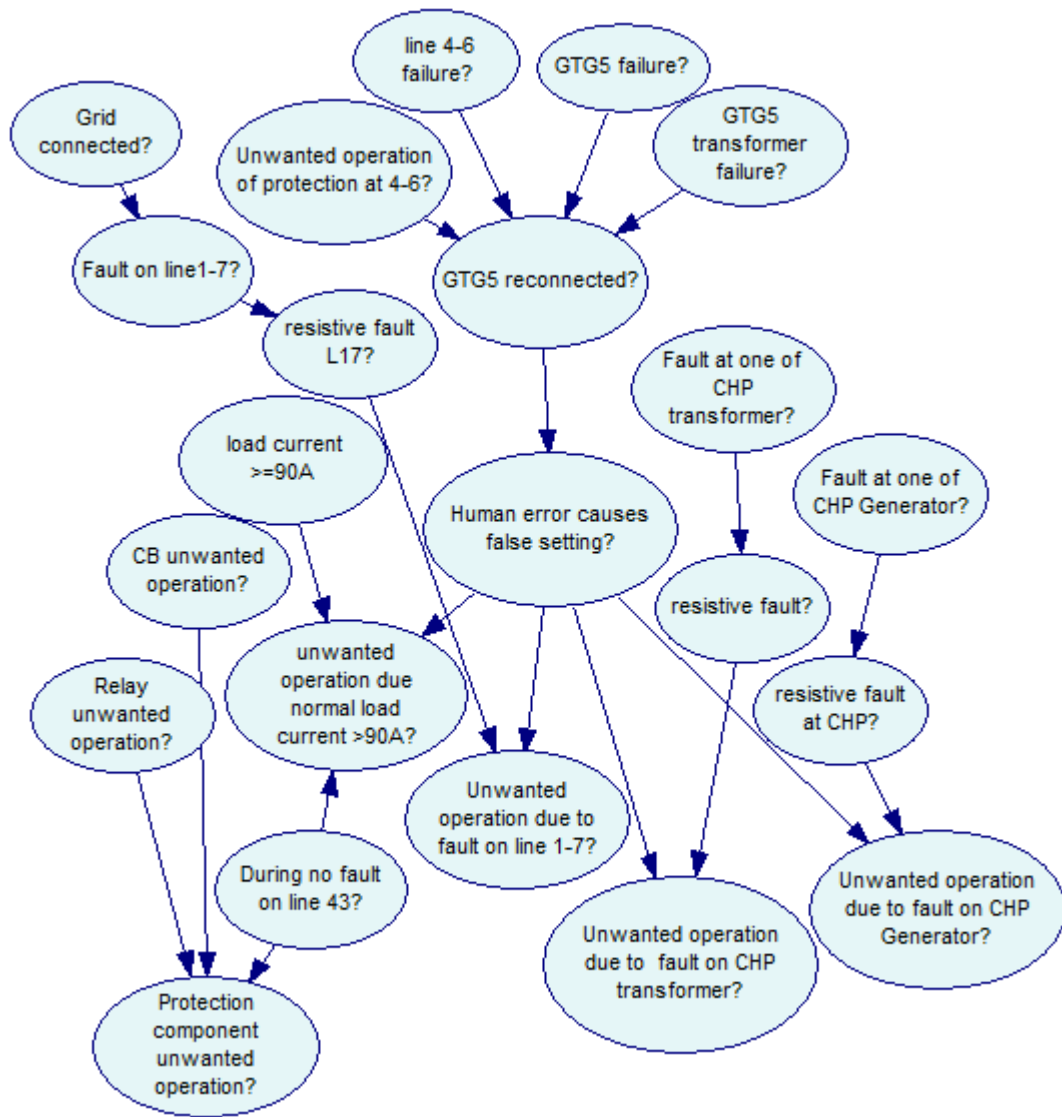 line 4-6
failure?
GTG5 failure?
Grid
connected?
GTG5
transformer
failure?
Unwanted operation
of protection at 4-6?
Fault on line1-7?
GTG5 reconnected?
resistive fault
L17?
Fault at one of
CHP
transformer?
load current
>=90A
Fault at one of
CHP Generator?
Human error causes
false setting?
CB unwanted
operation?
resistive fault?
unwanted
operation due
normal load
current >90A?
Relay
unwanted
operation?
resistive fault
at CHP?
Unwanted
operation due to
fault on line 1-7?
During no fault
on line 43?
Unwanted operation
due to fault on CHP
Generator?
Unwanted operation
due to  fault on CHP
transformer?
Protection
component
unwanted
operation?